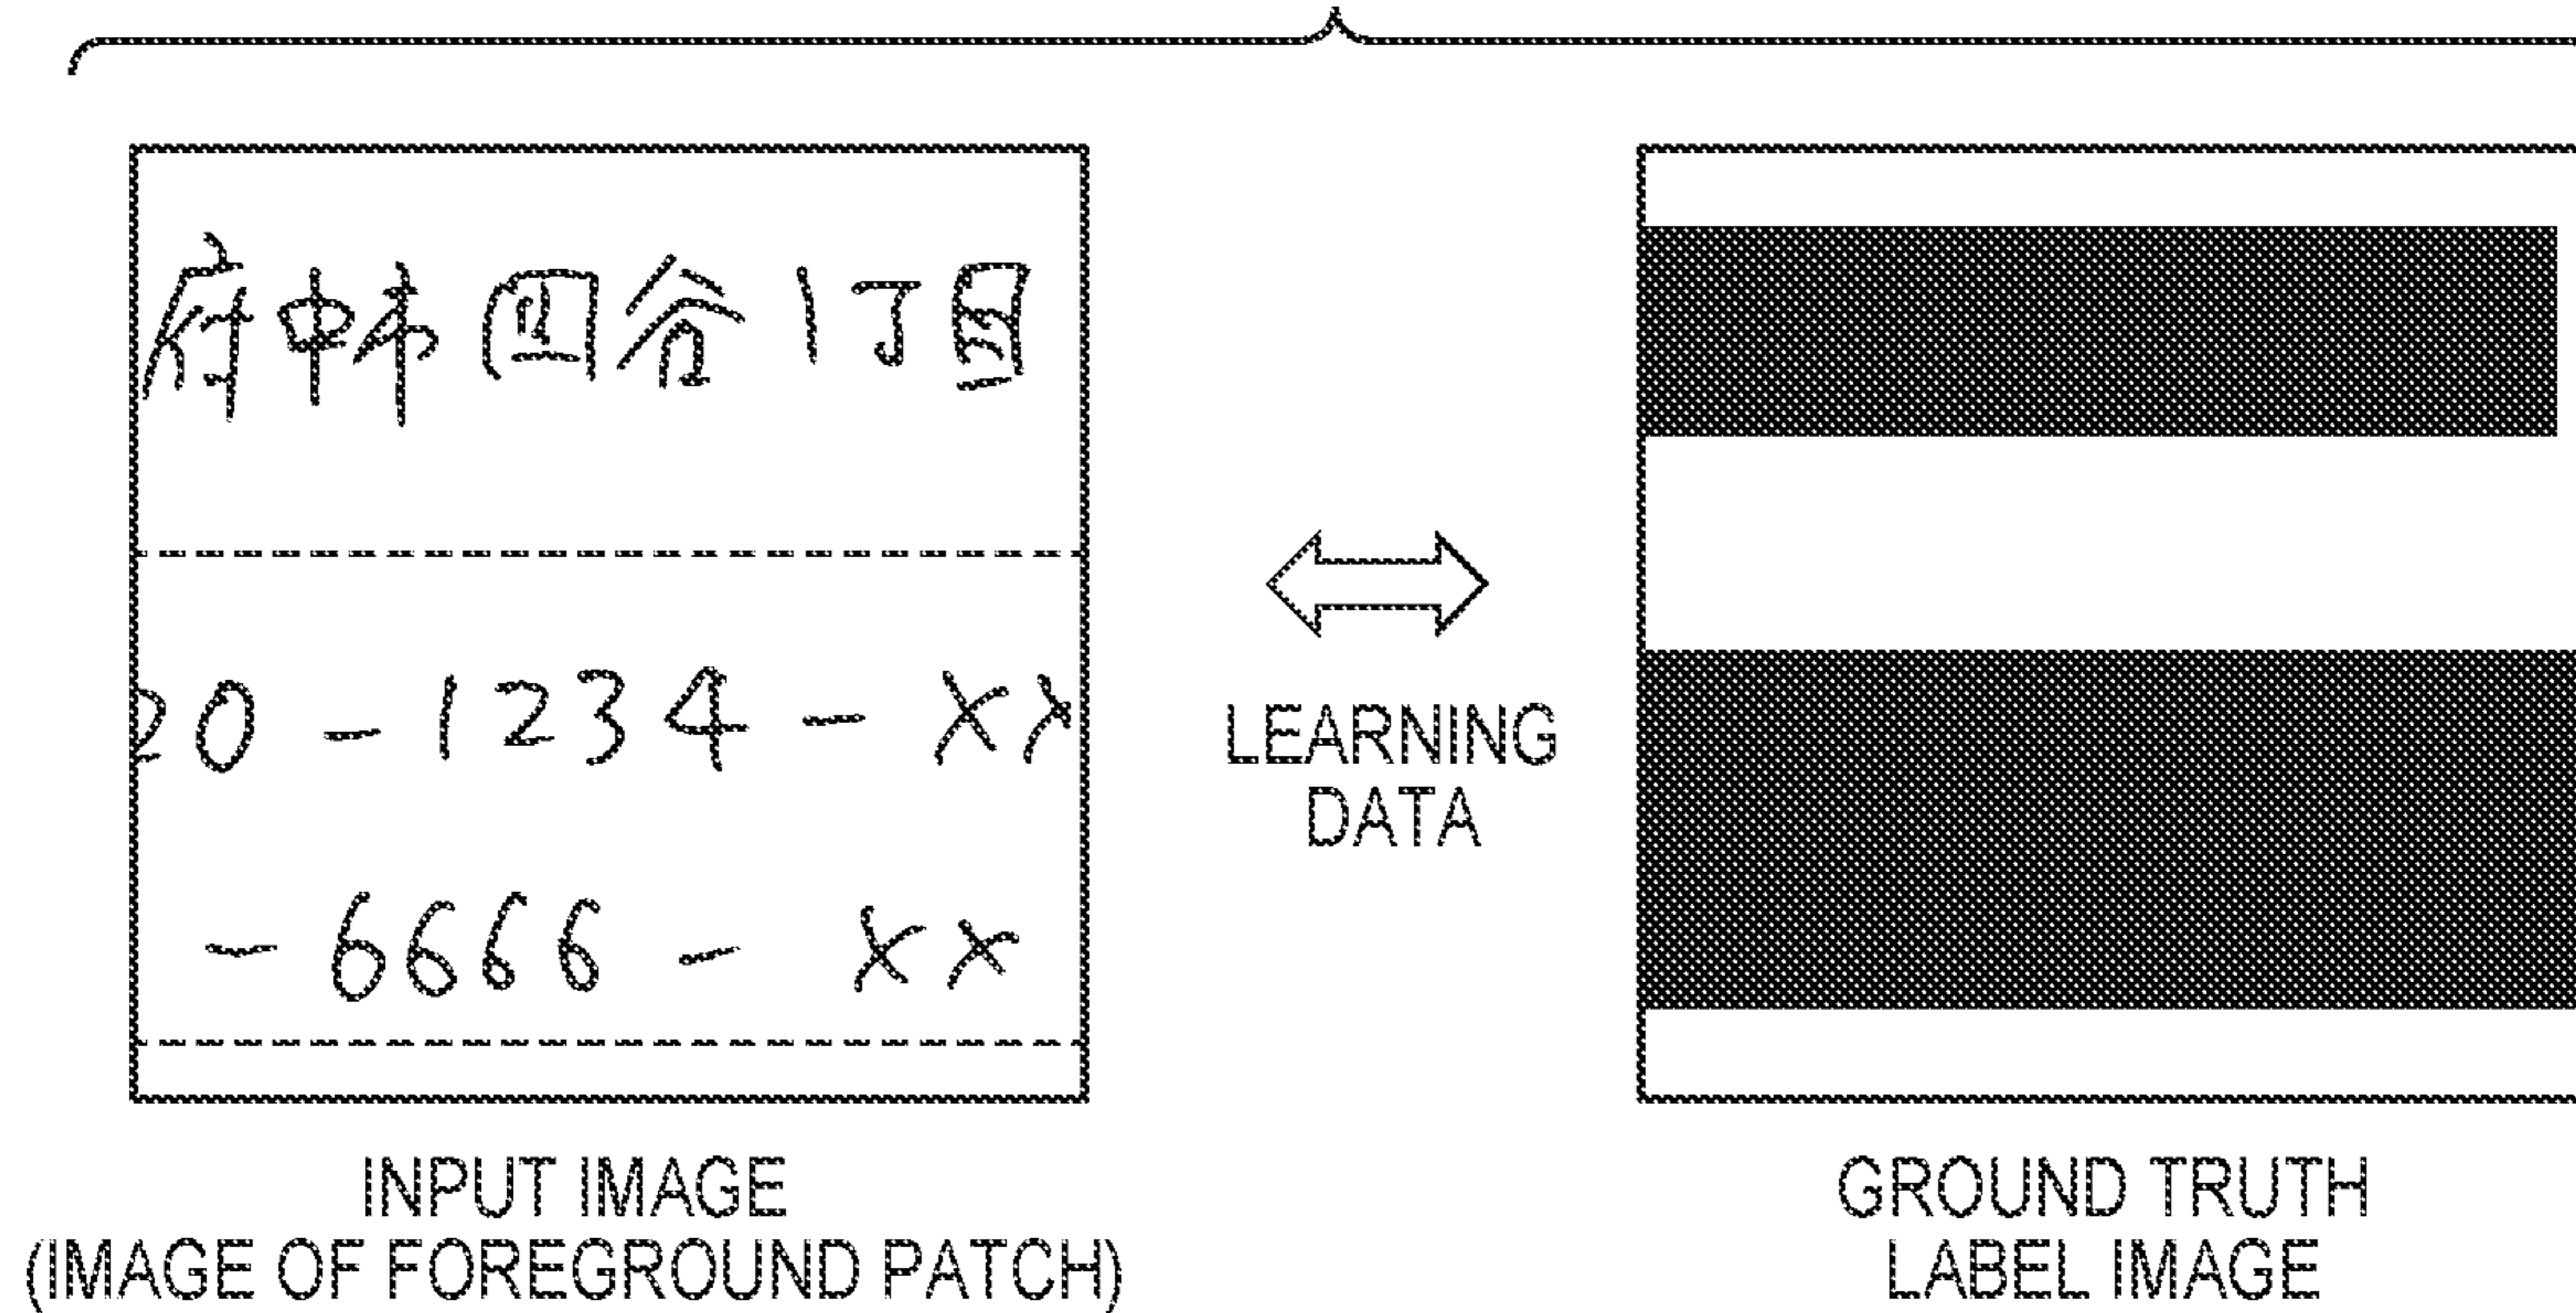 府中市四谷1丁目
20-1234-XX
-6666-XX
LEARNING
DATA
INPUT IMAGE
(IMAGE OF FOREGROUND PATCH)
GROUND TRUTH
LABEL IMAGE